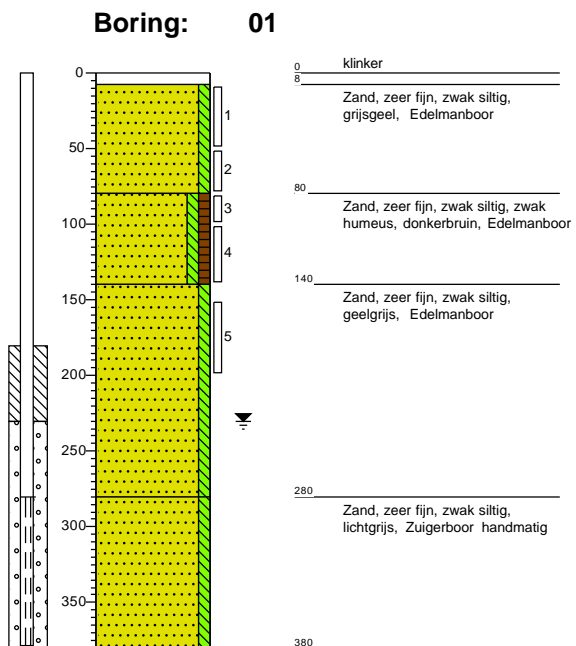 Boring: 01
0
50
100
150
200
250
300
350
1
2
3
4
5
0
klinker
8
Zand, zeer fijn, zwak siltig,
grijsgeel, Edelmanboor
80
Zand, zeer fijn, zwak siltig, zwak
humeus, donkerbruin, Edelmanboor
140
Zand, zeer fijn, zwak siltig,
geelgrijs, Edelmanboor
280
Zand, zeer fijn, zwak siltig,
lichtgrijs, Zuigerboor handmatig
380